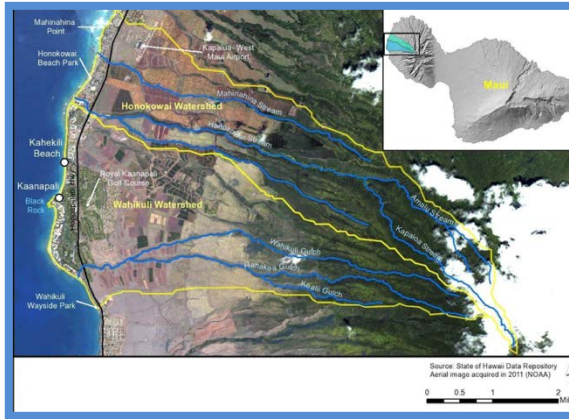 Mahinahina
Point
Honokowai
Beach Park
Kapalua- West
Maui Airport
Maui
Mahinahina Stream
Honokowai Watershed
Kahekili
Beach
Royal Kaanapali
Golf Course
Kaanapali
Black
Rock
Wahikuli Watershed
Amalu Stream
Kapaloa Stream
Wahikuli Gulch
Hanakea Gulch
Kealii Gulch
Wahikuli
Wayside Park
Source: State of Hawaii Data Repository
Aerial image acquired in 2011 (NOAA)
0 0.5 1 2